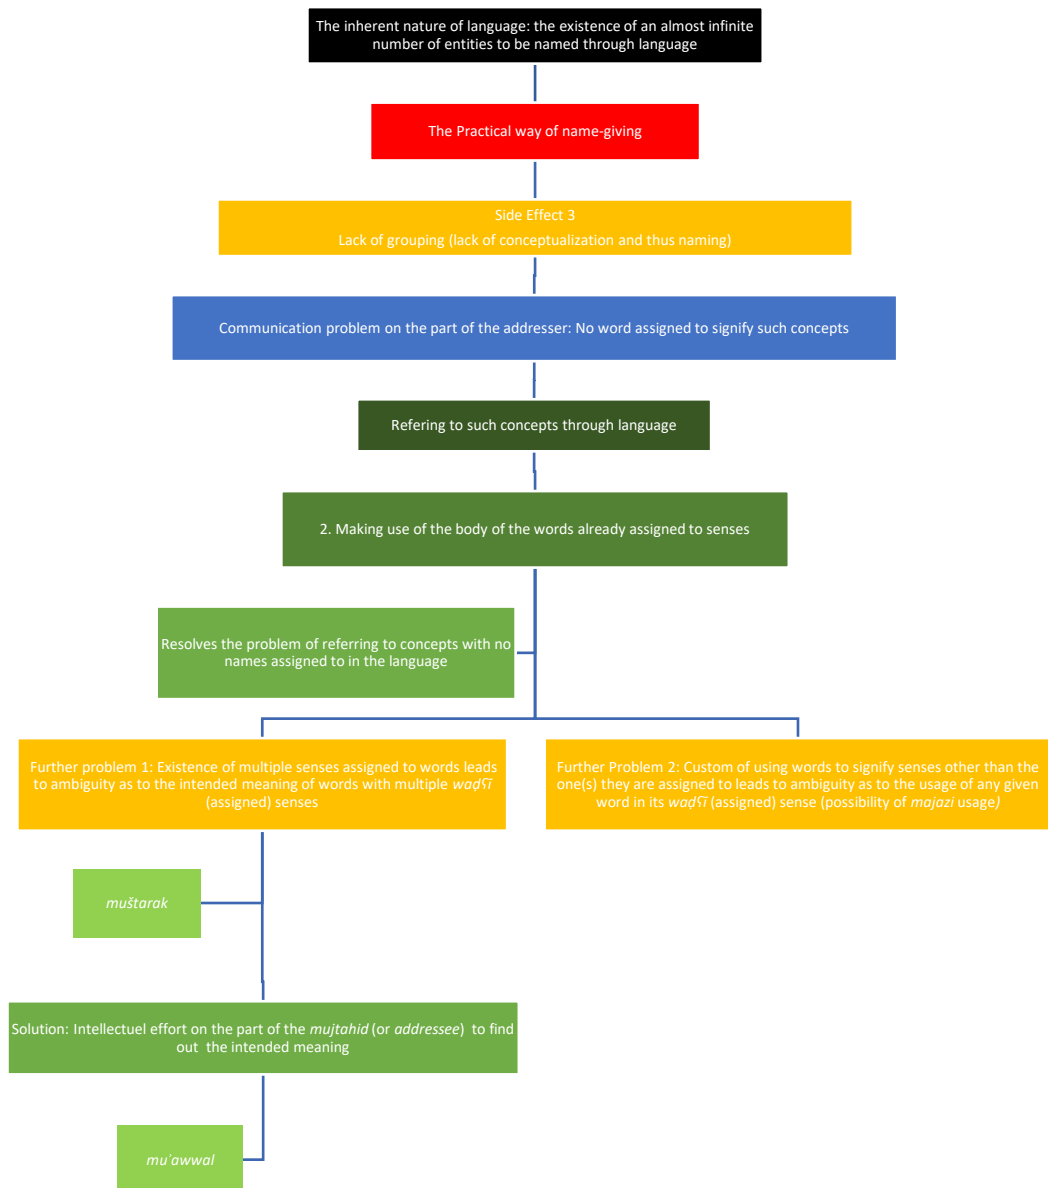 The inherent nature of language: the existence of an almost infinite
number of entities to be named through language
The Practical way of name-giving
Side Effect 3
Lack of grouping (lack of conceptualization and thus naming)
Communication problem on the part of the addresser: No word assigned to signify such concepts
Refering to such concepts through language
2. Making use of the body of the words already assigned to senses
Resolves the problem of referring to concepts with no
names assigned to in the language
Further problem 1: Existence of multiple senses assigned to words leads
to ambiguity as to the intended meaning of words with multiple waḍʕī
(assigned) senses
Further Problem 2: Custom of using words to signify senses other than the
one(s) they are assigned to leads to ambiguity as to the usage of any given
word in its waḍʕī (assigned) sense (possibility of majazi usage)
muštarak
Solution: Intellectuel effort on the part of the mujtahid (or addressee) to find
out the intended meaning
mu'awwal